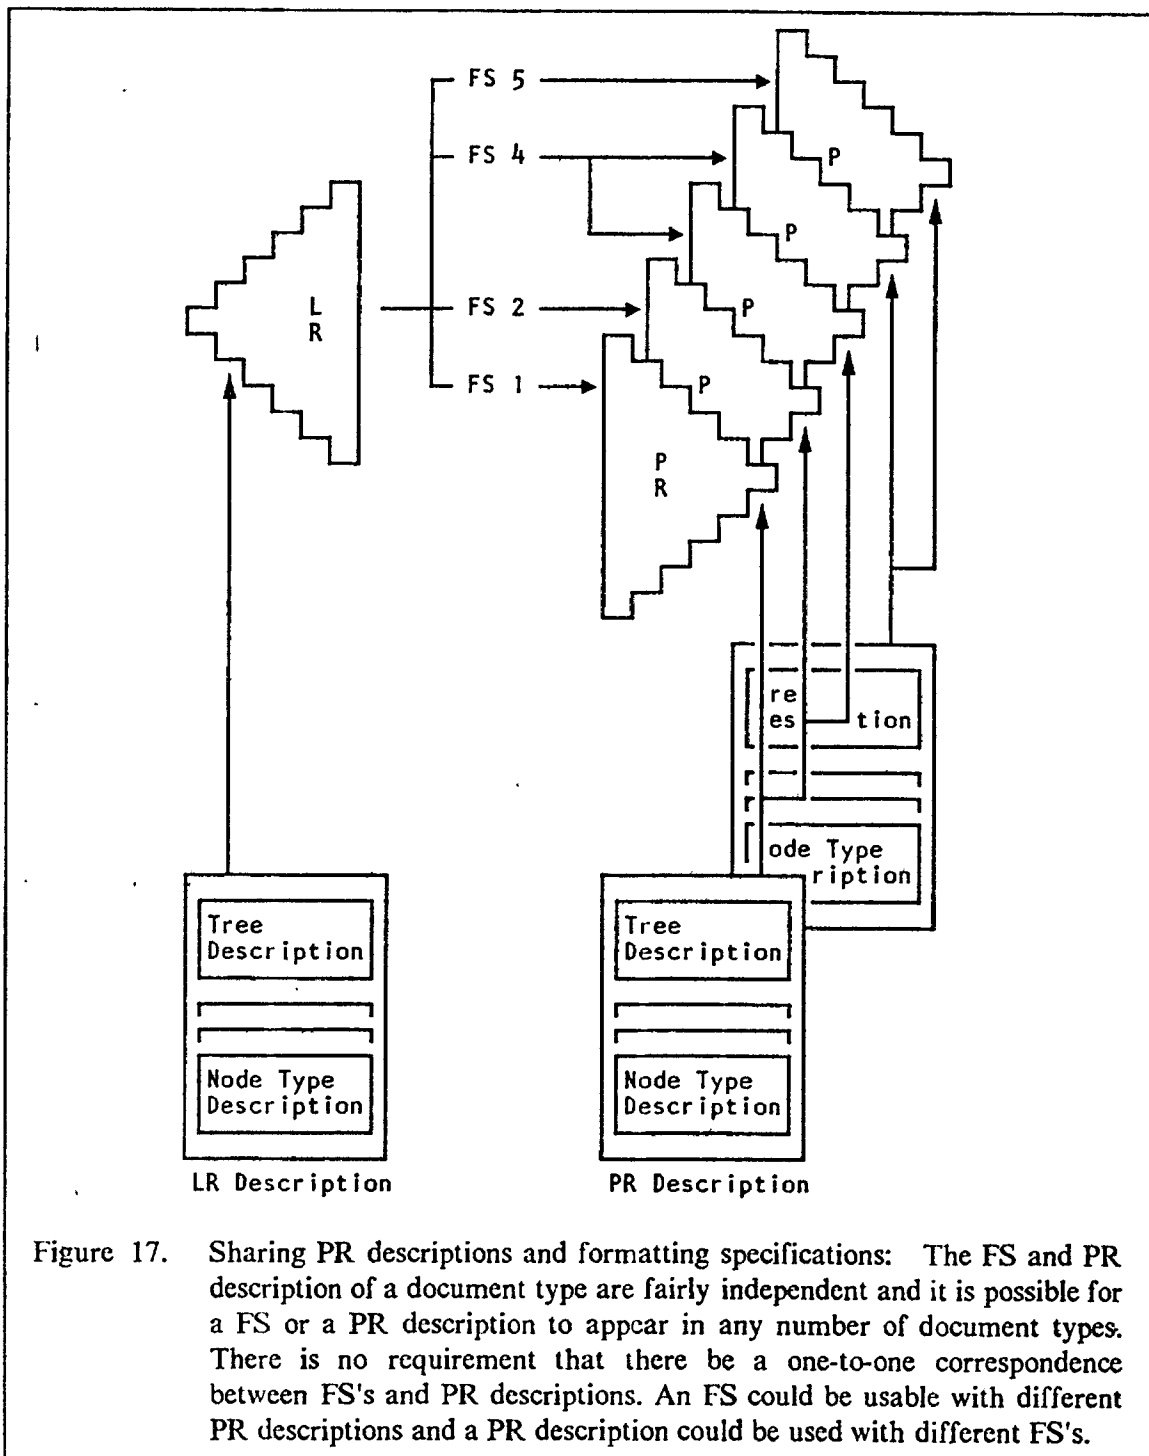 FS 5
FS 4
P
P
L
R
FS 2
P
FS 1
P
P
R
re
es tion
ode Type
ription
Tree
Description
Tree
Description
Node Type
Description
Node Type
Description
LR Description
PR Description
Figure 17. Sharing PR descriptions and formatting specifications: The FS and PR
description of a document type are fairly independent and it is possible for
a FS or a PR description to appear in any number of document types.
There is no requirement that there be a one-to-one correspondence
between FS's and PR descriptions. An FS could be usable with different
PR descriptions and a PR description could be used with different FS's.